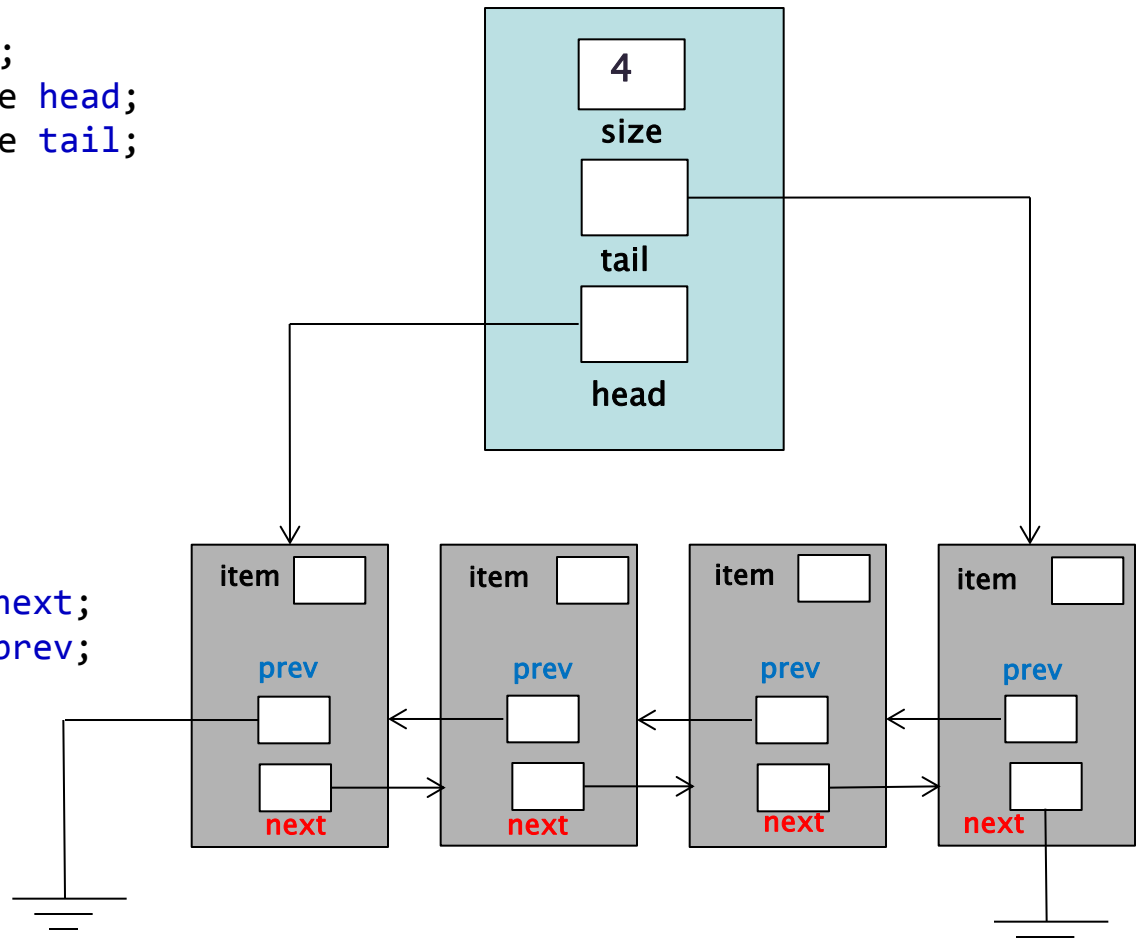 ;
e head;
e tail;
4
size
tail
head
next;
prev;
item item item item
prev prev prev prev
next next next next